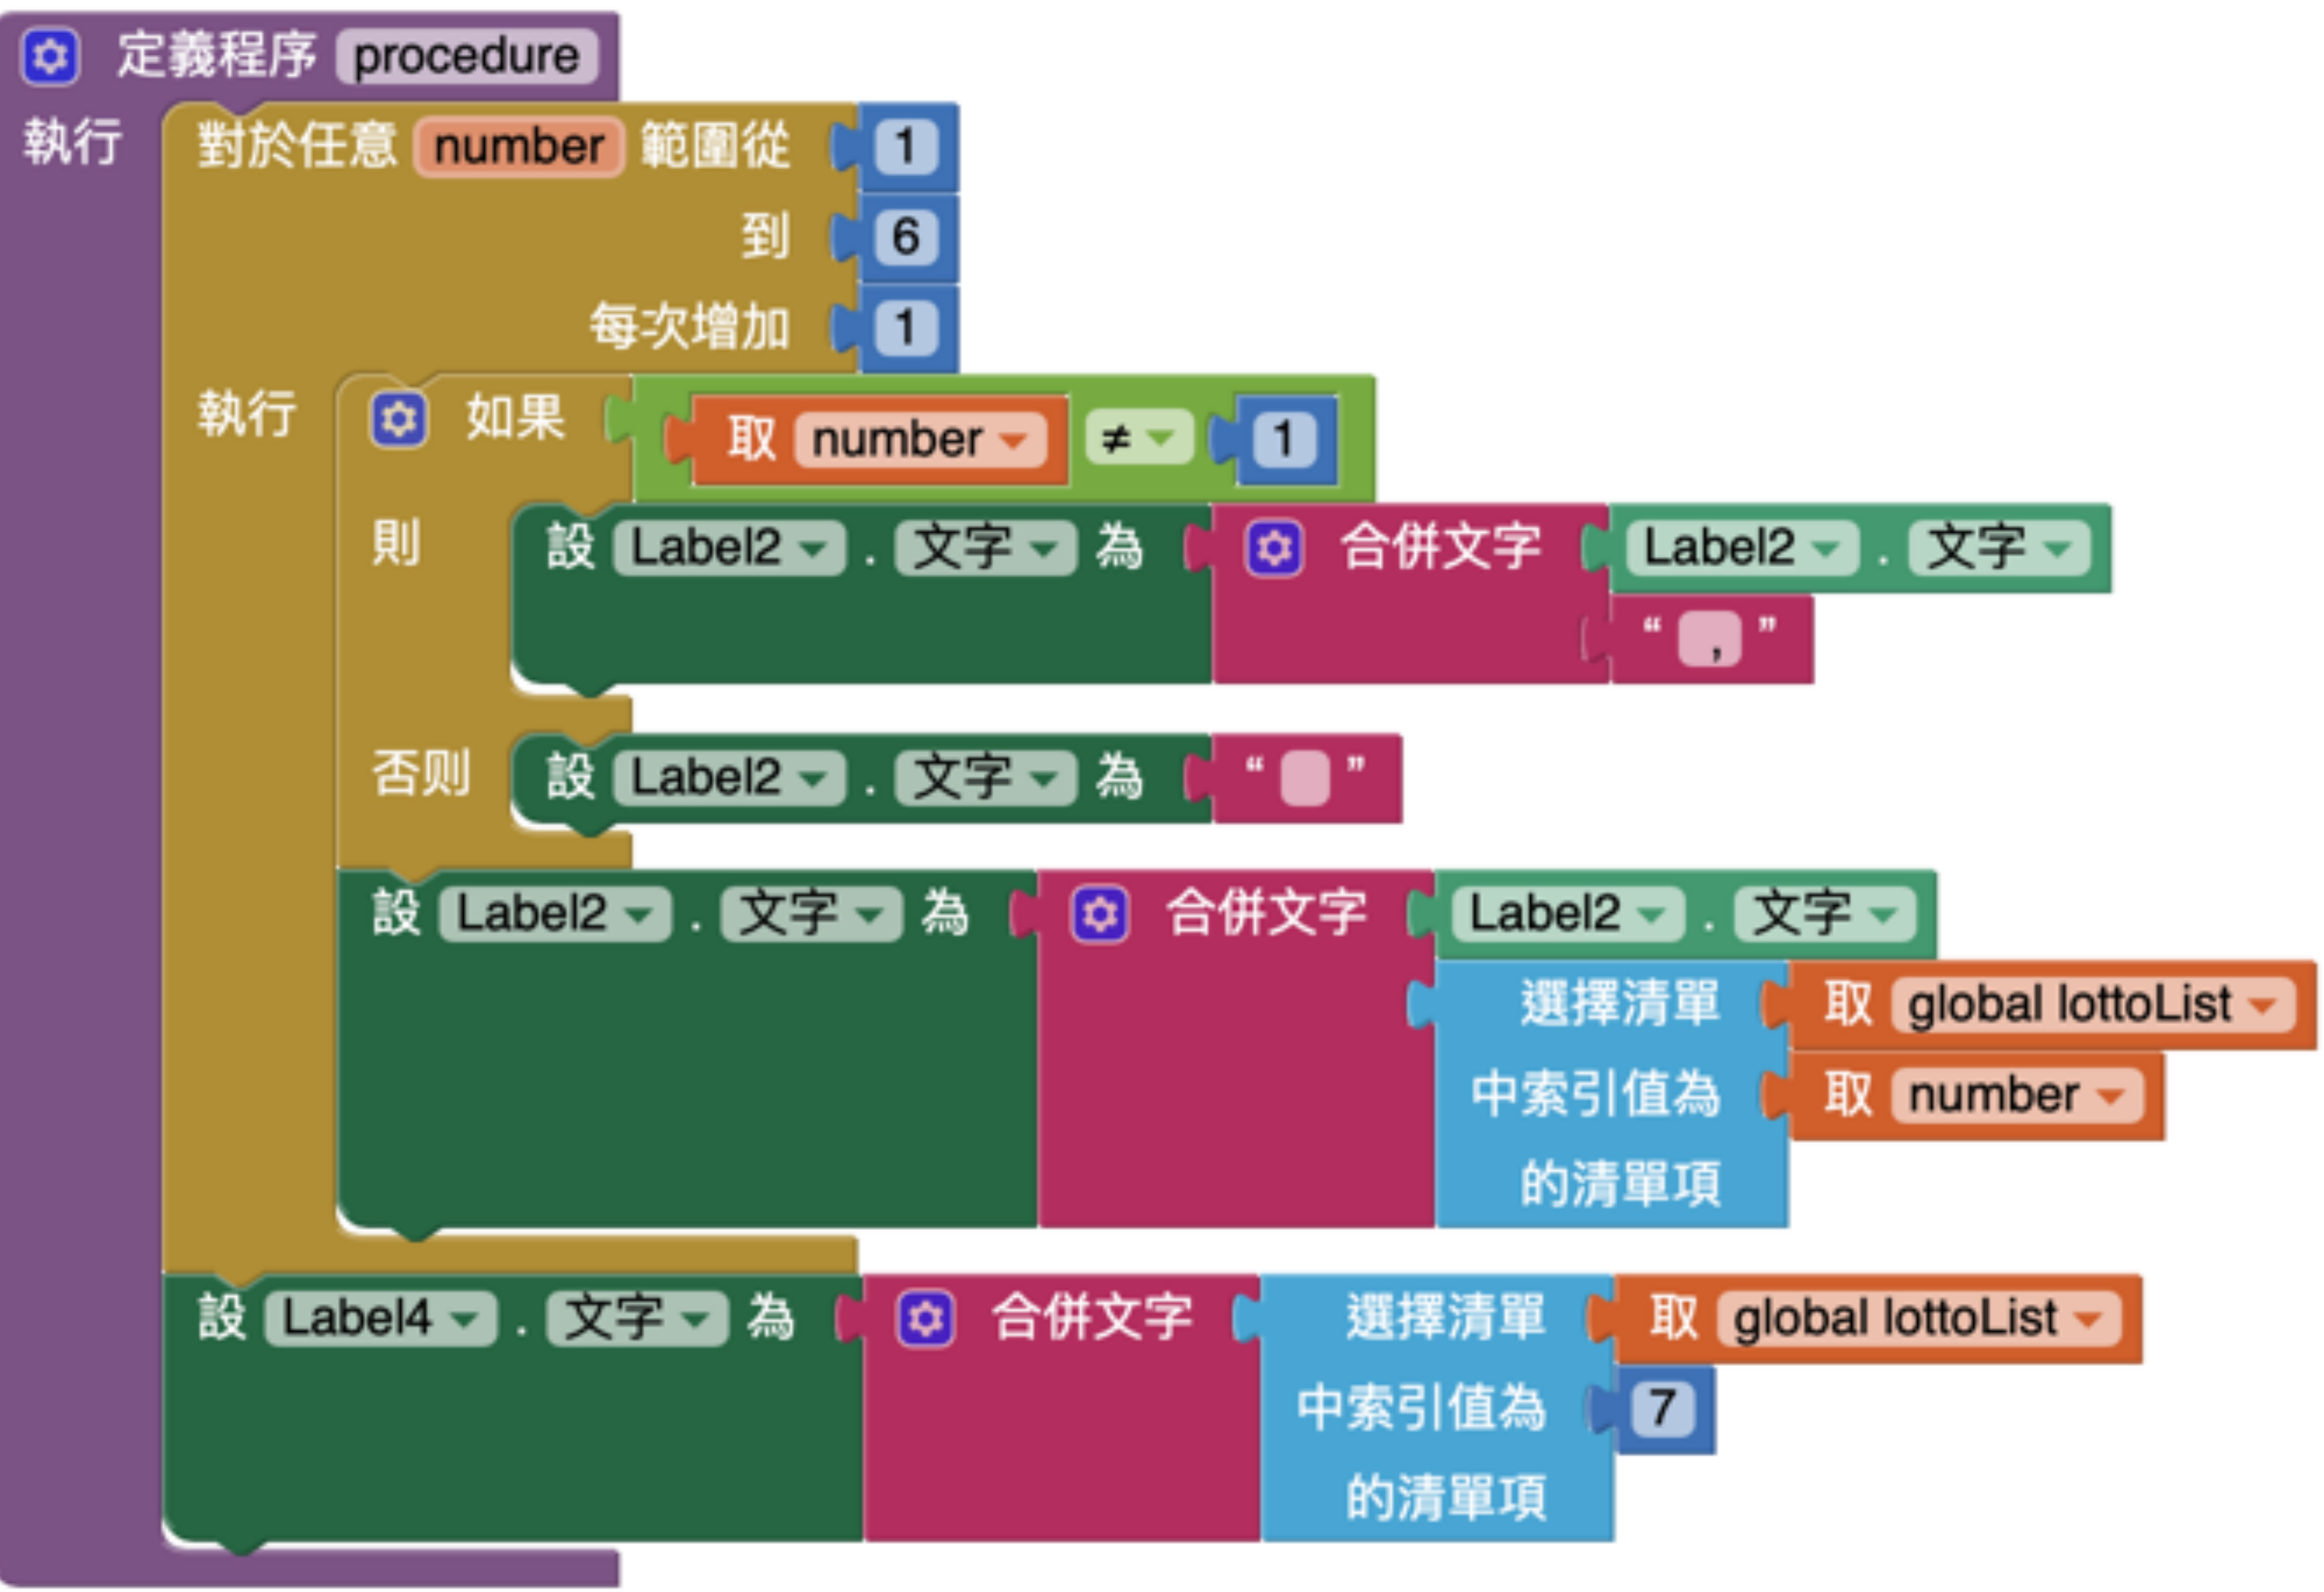 定義程序 procedure
執行 對於任意 number 範圍從 1
到 6
每次增加 1
執行 如果 取 number ≠ 1
則 設 Label2 . 文字 為 合併文字 Label2 . 文字
“ , ”
否则 設 Label2 . 文字 為 “ ”
設 Label2 . 文字 為 合併文字 Label2 . 文字
選擇清單 取 global lottoList
中索引值為 取 number
的清單項
設 Label4 . 文字 為 合併文字 選擇清單 取 global lottoList
中索引值為 7
的清單項